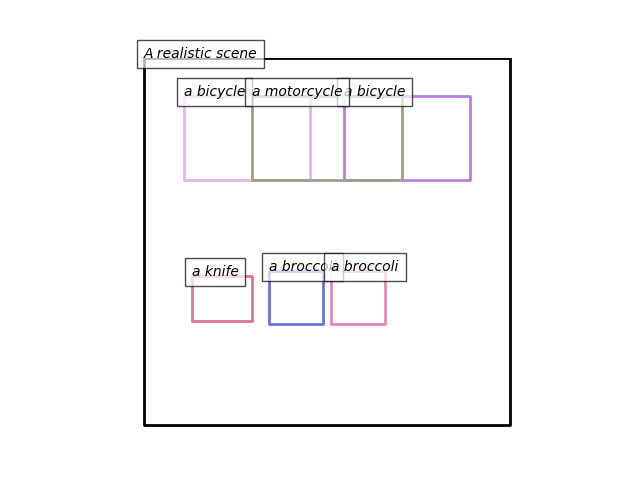 A realistic scene
a bicycle
a motorcycle
a bicycle
a knife
a broccoli
a broccoli